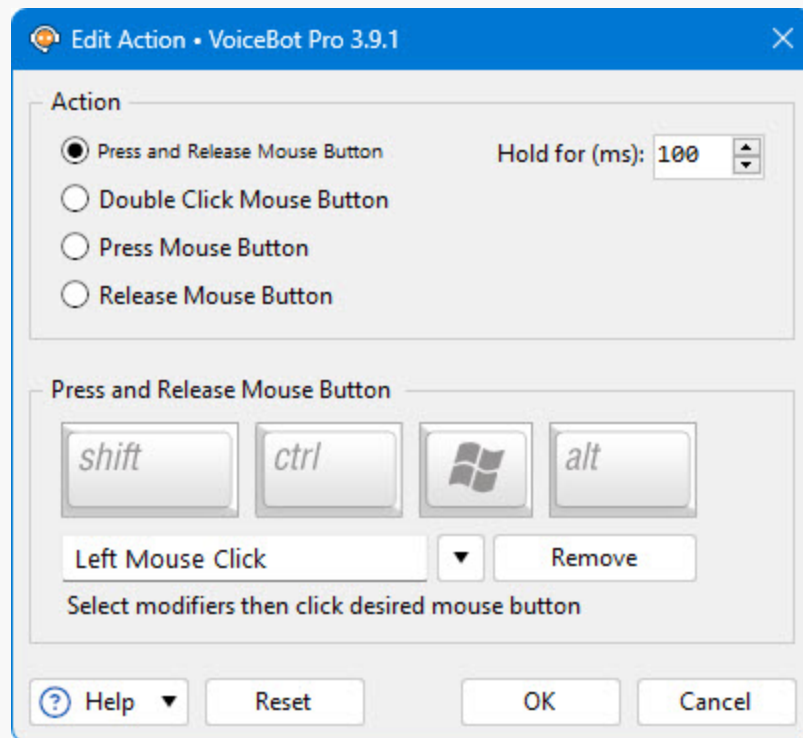 Edit Action • VoiceBot Pro 3.9.1
Action
Press and Release Mouse Button
Hold for (ms): 100
Double Click Mouse Button
Press Mouse Button
Release Mouse Button
Press and Release Mouse Button
shift ctrl alt
Left Mouse Click
Remove
Select modifiers then click desired mouse button
? Help Reset OK Cancel